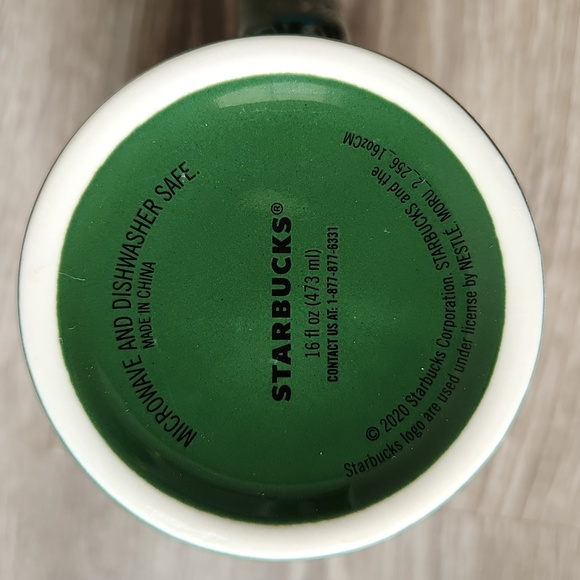 MICROWAVE AND DISHWASHER SAFE.
MADE IN CHINA
STARBUCKS®
16 fl oz (473 ml)
CONTACT US AT: 1-877-877-6331
© 2020 Starbucks Corporation. STARBUCKS and the
Starbucks logo are used under license by NESTLÉ. MORU_2_256_16ozCM